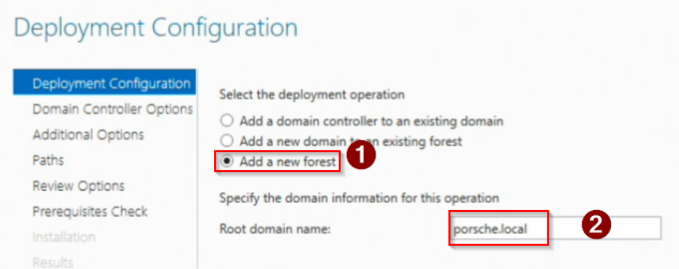 Deployment Configuration
Deployment Configuration
Domain Controller Options
Additional Options
Paths
Review Options
Prerequisites Check
Installation
Results
Select the deployment operation
Add a domain controller to an existing domain
Add a new domain to an existing forest
Add a new forest
1
Specify the domain information for this operation
Root domain name:
porsche.local
2